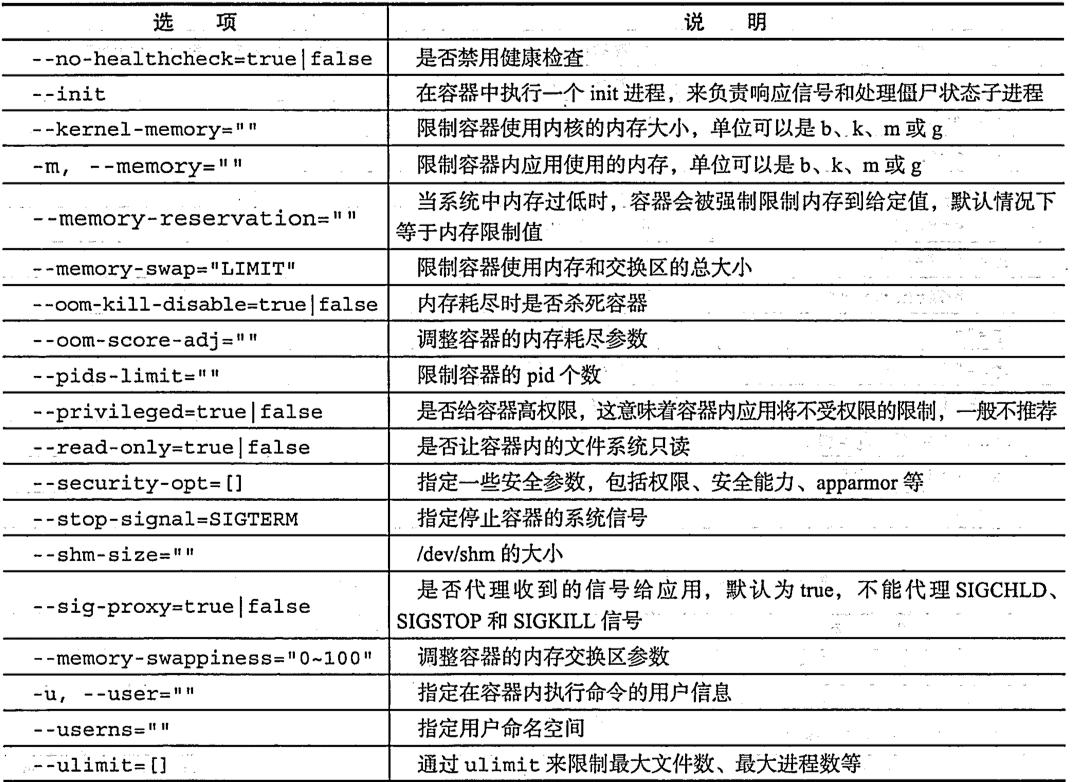 选 项 说 明
--no-healthcheck=true|false 是否禁用健康检查
--init 在容器中执行一个 init 进程，来负责响应信号和处理僵尸状态子进程
--kernel-memory="" 限制容器使用内核的内存大小，单位可以是 b、k、m 或 g
-m, --memory="" 限制容器内应用使用的内存，单位可以是 b、k、m 或 g
--memory-reservation="" 当系统中内存过低时，容器会被强制限制内存到给定值，默认情况下
等于内存限制值
--memory-swap="LIMIT" 限制容器使用内存和交换区的总大小
--oom-kill-disable=true|false 内存耗尽时是否杀死容器
--oom-score-adj="" 调整容器的内存耗尽参数
--pids-limit="" 限制容器的 pid 个数
--privileged=true|false 是否给容器高权限，这意味着容器内应用将不受权限的限制，一般不推荐
--read-only=true|false 是否让容器内的文件系统只读
--security-opt=[] 指定一些安全参数，包括权限、安全能力、apparmor 等
--stop-signal=SIGTERM 指定停止容器的系统信号
--shm-size="" /dev/shm 的大小
--sig-proxy=true|false 是否代理收到的信号给应用，默认为 true，不能代理 SIGCHLD、
SIGSTOP 和 SIGKILL 信号
--memory-swappiness="0~100" 调整容器的内存交换区参数
-u, --user="" 指定在容器内执行命令的用户信息
--userns="" 指定用户命名空间
--ulimit=[] 通过 ulimit 来限制最大文件数、最大进程数等